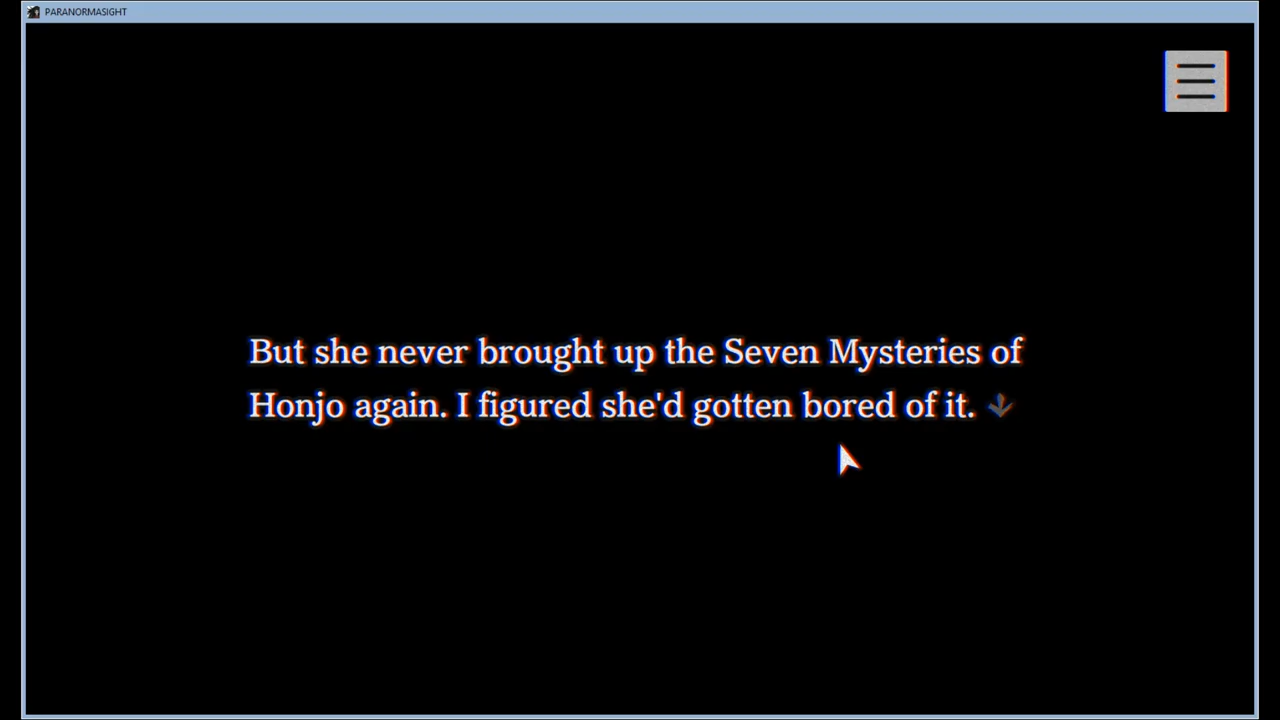 PARANORMASIGHT
But she never brought up the Seven Mysteries of
Honjo again. I figured she'd gotten bored of it.